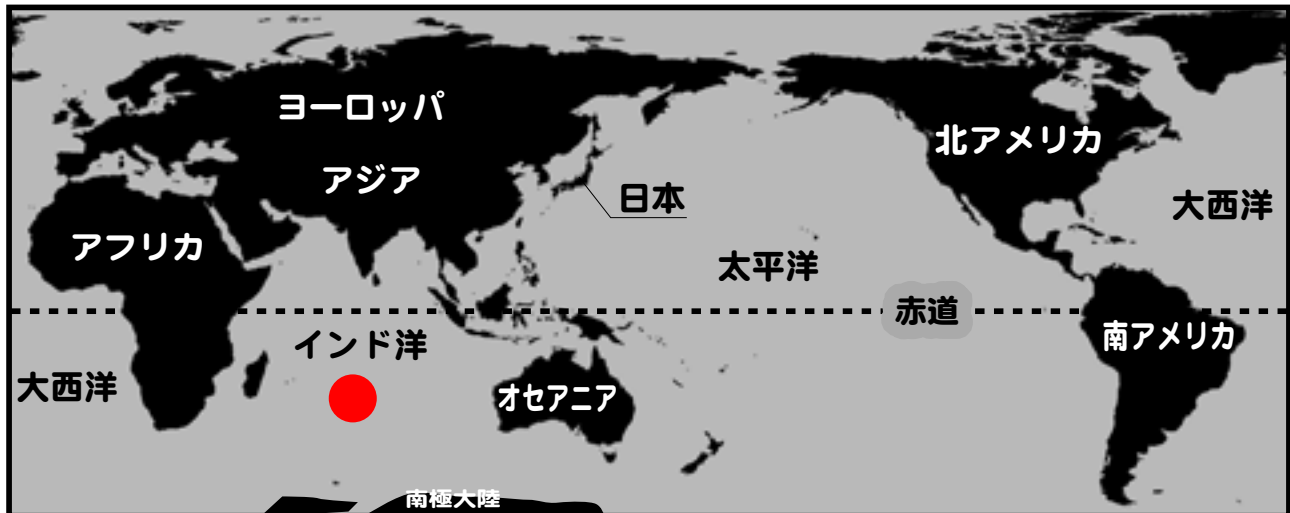 ヨーロッパ
北アメリカ
アジア
日本
大西洋
アフリカ
太平洋
赤道
インド洋
南アメリカ
大西洋
オセアニア
南極大陸